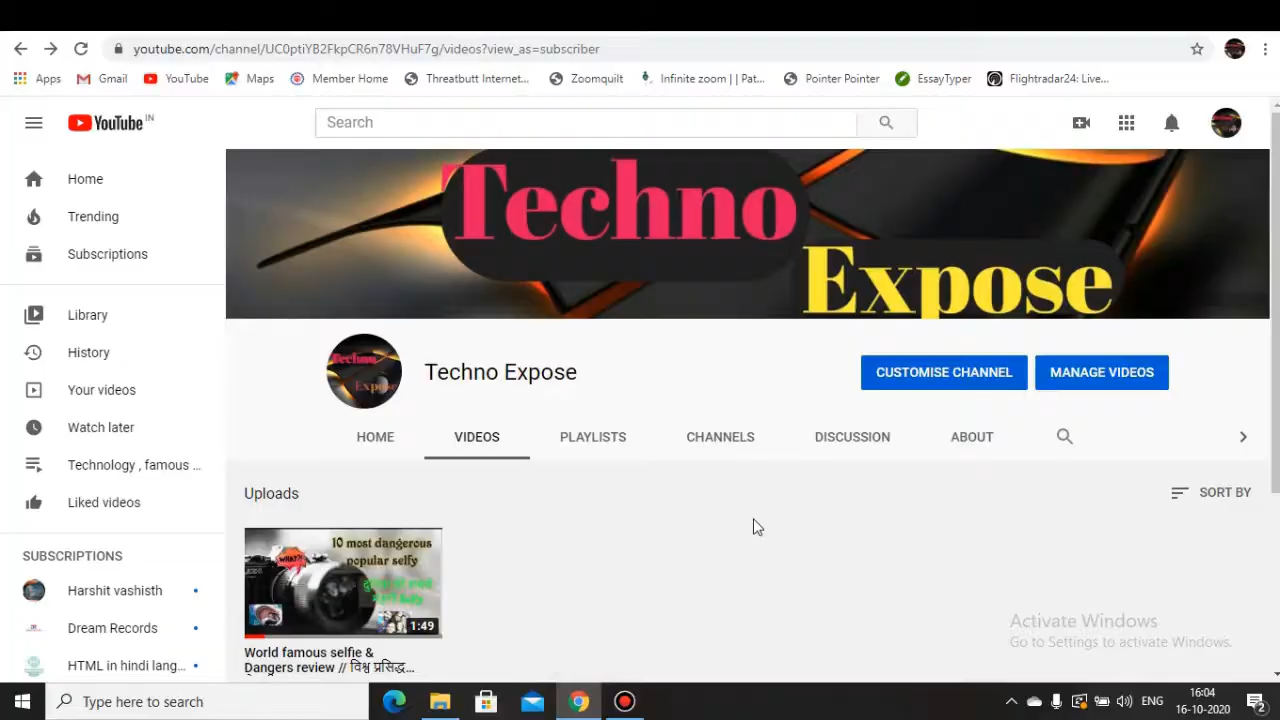 youtube.com/channel/UC0ptiYB2FkpCR6n78VHuF7g/videos?view_as=subscriber
Apps Gmail YouTube Maps Member Home Threatbutt Internet... Zoomquilt Infinite zoom || Pat... Pointer Pointer EssayTyper Flightradar24: Live...
YouTube IN
Search
Home
Trending
Subscriptions
Library
History
Your videos
Watch later
Technology , famous ...
Liked videos
SUBSCRIPTIONS
Harshit vashisth
Dream Records
HTML in hindi lang...
Techno
Expose
Techno
Expose
Techno Expose
CUSTOMISE CHANNEL MANAGE VIDEOS
HOME VIDEOS PLAYLISTS CHANNELS DISCUSSION ABOUT
Uploads
SORT BY
10 most dangerous
popular selfy
WHAT?!
1:49
World famous selfie &
Dangers review // विश्व प्रसिद्ध...
Activate Windows
Go to Settings to activate Windows.
Type here to search
ENG
16:04
16-10-2020
2